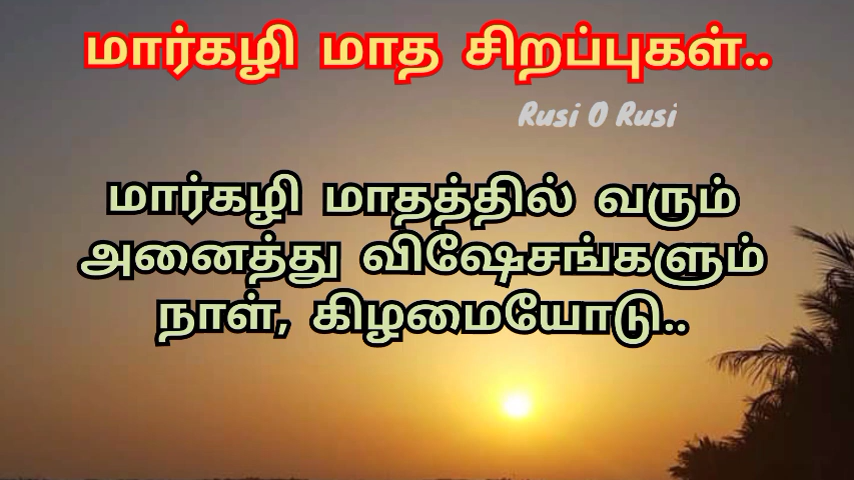 மார்கழி மாத சிறப்புகள்..
Rusi O Rusi
மார்கழி மாதத்தில் வரும்
அனைத்து விஷேசங்களும்
நாள், கிழமையோடு..